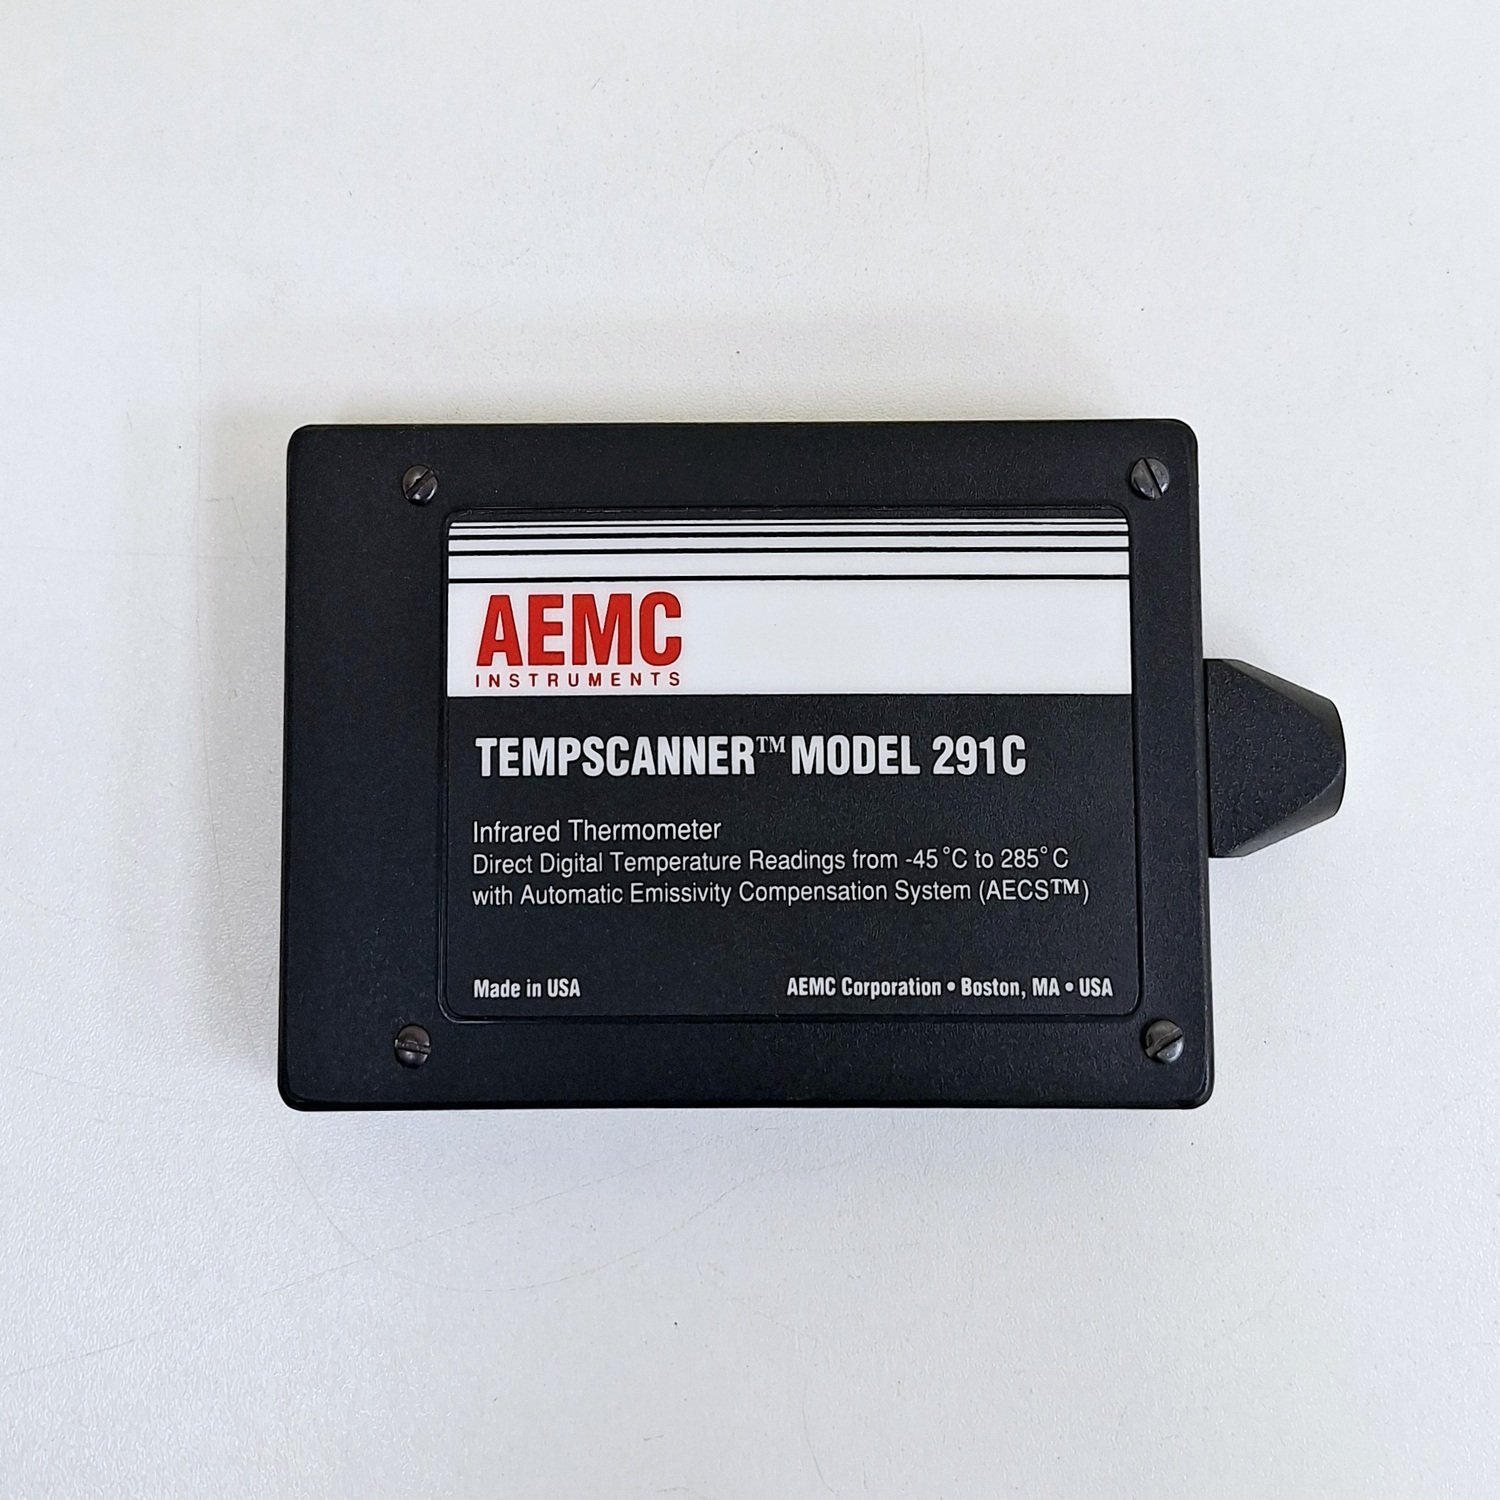 AEMC
INSTRUMENTS
TEMPSCANNER™ MODEL 291C
Infrared Thermometer
Direct Digital Temperature Readings from -45°C to 285°C
with Automatic Emissivity Compensation System (AECS™)
Made in USA
AEMC Corporation • Boston, MA • USA